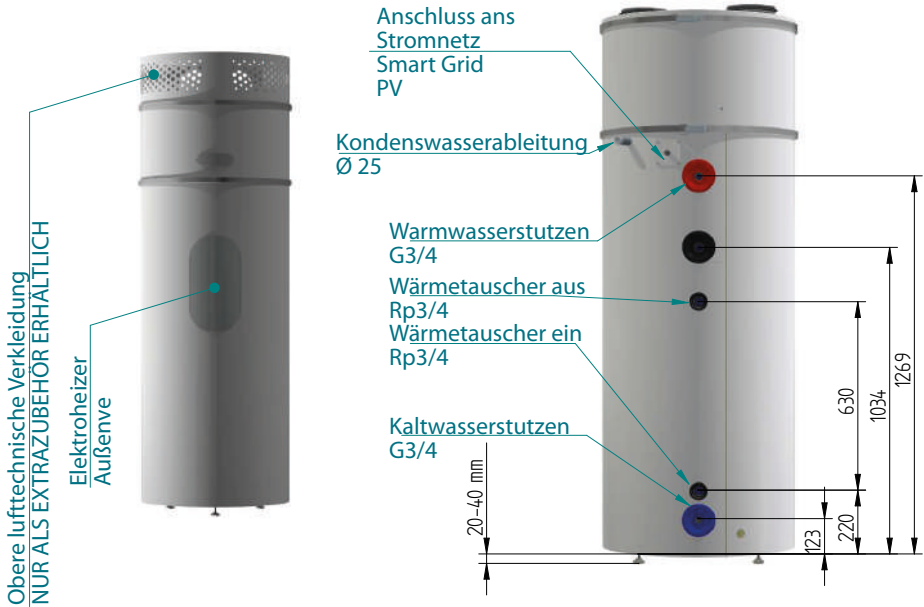 Obere lufttechnische Verkleidung
NUR ALS EXTRAZUBEHÖR ERHÄLTLICH
Elektroheizer
Außenve
Anschluss ans
Stromnetz
Smart Grid
PV
Kondenswasserableitung
Ø 25
Warmwasserstutzen
G3/4
Wärmetauscher aus
Rp3/4
Wärmetauscher ein
Rp3/4
Kaltwasserstutzen
G3/4
20-40 mm
123
220
630
1034
1269